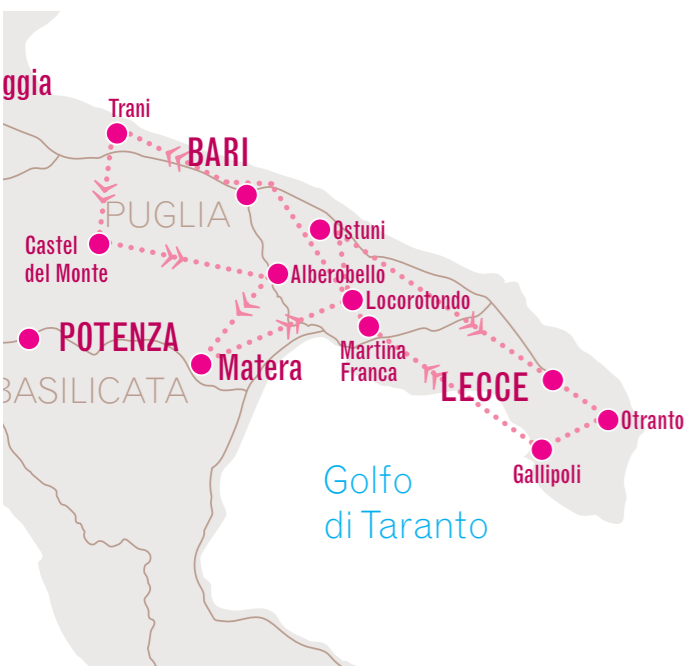 ggia
Trani
BARI
PUGLIA
Ostuni
Castel
del Monte
Alberobello
Locorotondo
POTENZA
Martina
Franca
Matera
BASILICATA
LECCE
Otranto
Gallipoli
Golfo
di Taranto